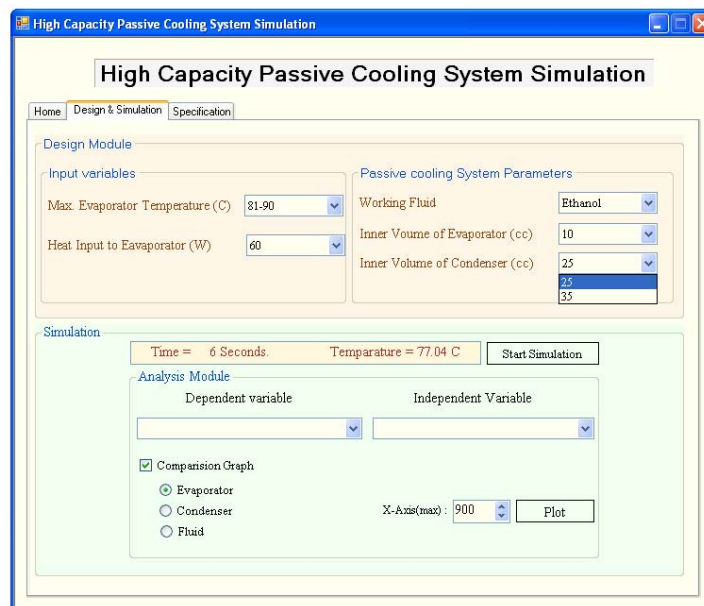 High Capacity Passive Cooling System Simulation
High Capacity Passive Cooling System Simulation
Home Design & Simulation Specification
Design Module
Input variables
Max. Evaporator Temperature (C) 81-90
Heat Input to Eavaporator (W) 60
Passive cooling System Parameters
Working Fluid Ethanol
Inner Voume of Evaporator (cc) 10
Inner Volume of Condenser (cc) 25
25
35
Simulation
Time = 6 Seconds. Temparature = 77.04 C Start Simulation
Analysis Module
Dependent variable Independent Variable
Comparision Graph
Evaporator
Condenser X-Axis(max) : 900 Plot
Fluid